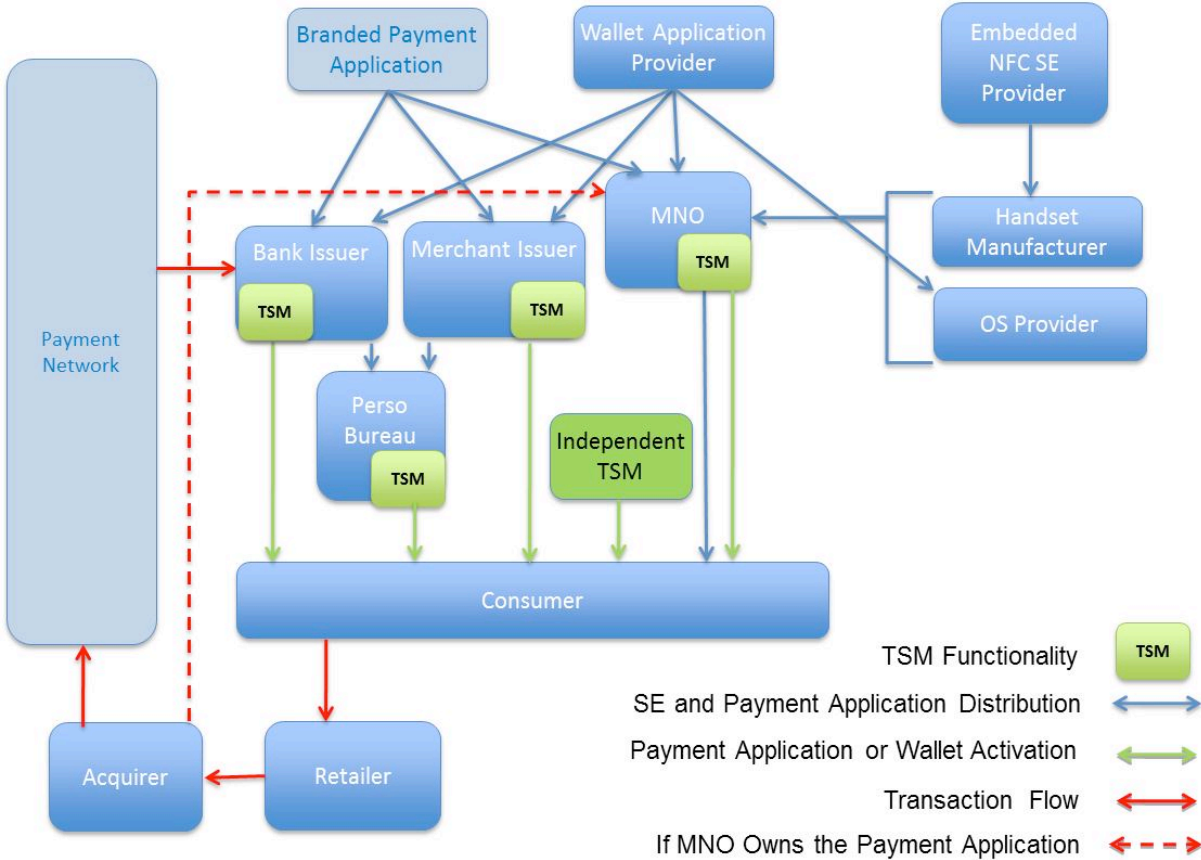 Branded Payment
Application
Wallet Application
Provider
Embedded
NFC SE
Provider
MNO
TSM
Handset
Manufacturer
Bank Issuer
TSM
Merchant Issuer
TSM
OS Provider
Payment
Network
Perso
Bureau
TSM
Independent
TSM
Consumer
TSM Functionality
TSM
SE and Payment Application Distribution
Payment Application or Wallet Activation
Acquirer
Retailer
Transaction Flow
If MNO Owns the Payment Application